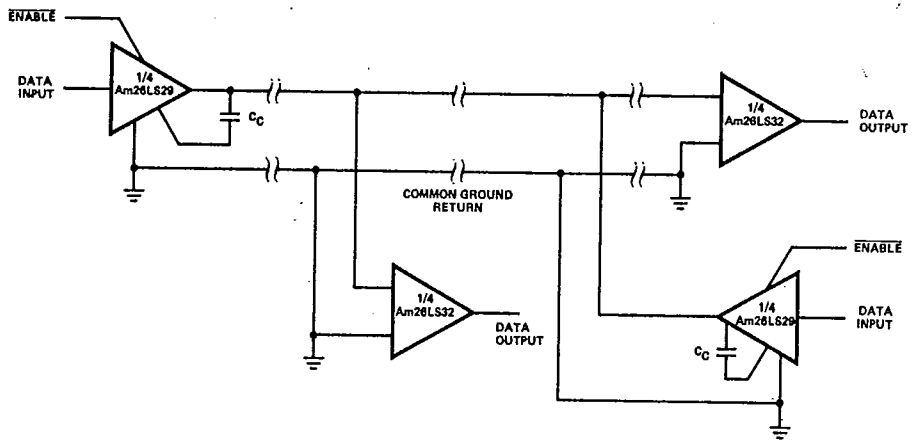 ENABLE
DATA
INPUT
1/4
Am26LS29
CC
1/4
Am26LS32
DATA
OUTPUT
COMMON GROUND
RETURN
1/4
Am26LS32
DATA
OUTPUT
ENABLE
1/4
Am26LS29
DATA
INPUT
CC